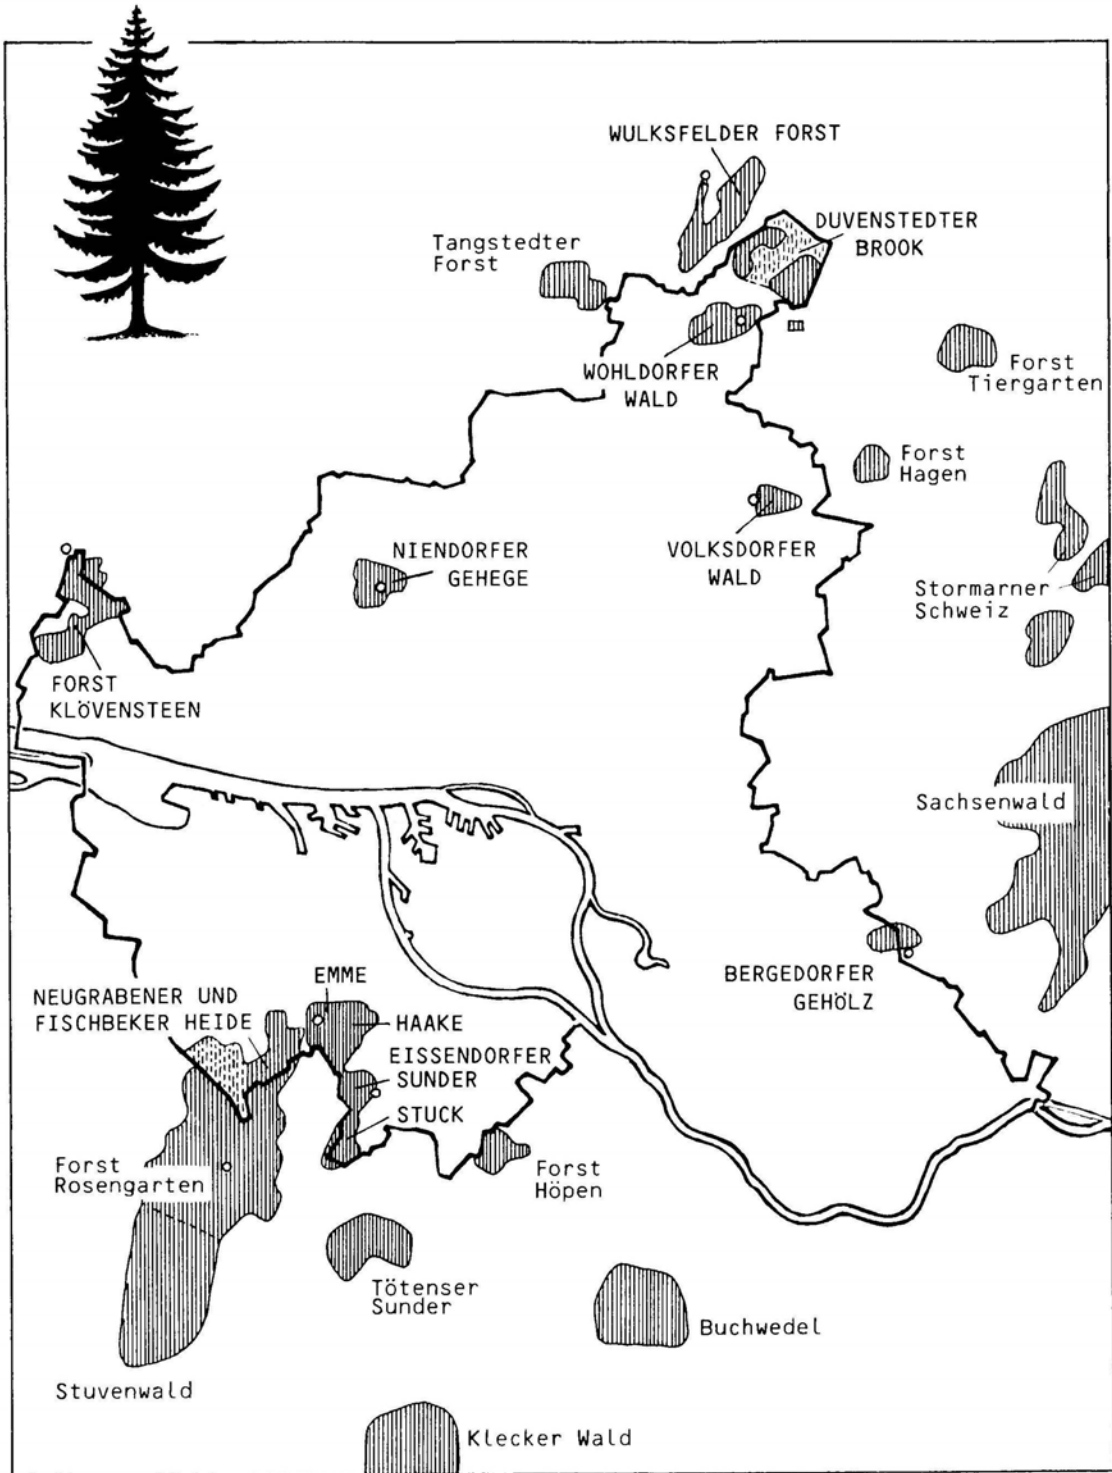 WULKSFELDER FORST
DUVENSTEDTER
BROOK
Tangstedter
Forst
WOHLDORFER
WALD
Forst
Tiergarten
Forst
Hagen
NIENDORFER
GEHEGE
VOLKSDORFER
WALD
Stormarner
Schweiz
FORST
KLÖVENSTEEN
Sachsenwald
BERGEDORFER
GEHÖLZ
EMME
NEUGRABENER UND
FISCHBEKER HEIDE
HAAKE
EISSENDORFER
SUNDER
STUCK
Forst
Rosengarten
Forst
Höpen
Tötenser
Sunder
Buchwedel
Stuvenwald
Klecker Wald